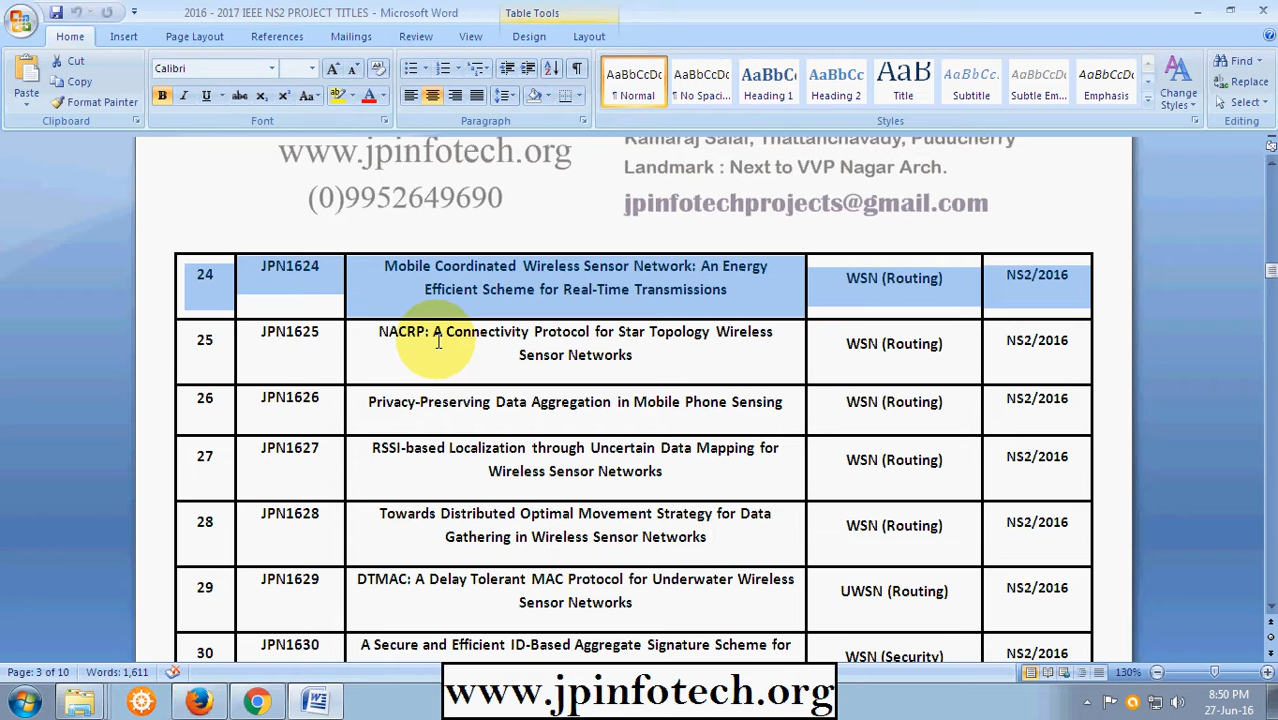 2016 - 2017 IEEE NS2 PROJECT TITLES - Microsoft Word
Table Tools
Home Insert Page Layout References Mailings Review View Design Layout
Paste
Cut
Copy
Format Painter
Clipboard
Calibri
Font
Paragraph
AaBbCcDc
¶ Normal
AaBbCcDc
¶ No Spaci...
AaBbCc
Heading 1
AaBbCc
Heading 2
AaB
Title
AaBbCc.
Subtitle
AaBbCcDc
Subtle Em...
AaBbCcDc
Emphasis
Change
Styles
Styles
Find
Replace
Select
Editing
Kamaraj Salai, Thattanchavady, Puducherry
www.jpinfotech.org
Landmark : Next to VVP Nagar Arch.
(0)9952649690
jpinfotechprojects@gmail.com
24 JPN1624 Mobile Coordinated Wireless Sensor Network: An Energy
Efficient Scheme for Real-Time Transmissions WSN (Routing) NS2/2016
25 JPN1625 NACRP: A Connectivity Protocol for Star Topology Wireless
Sensor Networks WSN (Routing) NS2/2016
26 JPN1626 Privacy-Preserving Data Aggregation in Mobile Phone Sensing WSN (Routing) NS2/2016
27 JPN1627 RSSI-based Localization through Uncertain Data Mapping for
Wireless Sensor Networks WSN (Routing) NS2/2016
28 JPN1628 Towards Distributed Optimal Movement Strategy for Data
Gathering in Wireless Sensor Networks WSN (Routing) NS2/2016
29 JPN1629 DTMAC: A Delay Tolerant MAC Protocol for Underwater Wireless
Sensor Networks UWSN (Routing) NS2/2016
30 JPN1630 A Secure and Efficient ID-Based Aggregate Signature Scheme for WSN (Security) NS2/2016
Page: 3 of 10 Words: 1,611 130%
www.jpinfotech.org
8:50 PM
27-Jun-16